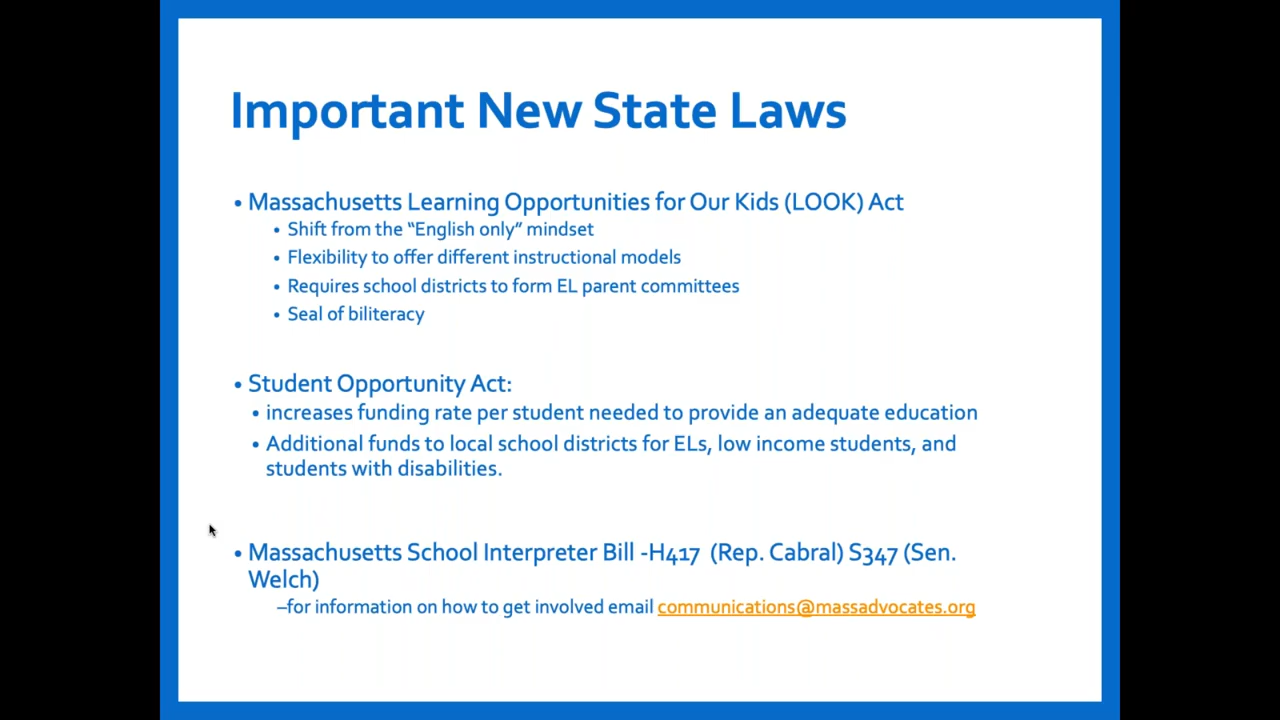 Important New State Laws
• Massachusetts Learning Opportunities for Our Kids (LOOK) Act
• Shift from the “English only” mindset
• Flexibility to offer different instructional models
• Requires school districts to form EL parent committees
• Seal of biliteracy
• Student Opportunity Act:
• increases funding rate per student needed to provide an adequate education
• Additional funds to local school districts for ELs, low income students, and
students with disabilities.
• Massachusetts School Interpreter Bill -H417 (Rep. Cabral) S347 (Sen.
Welch)
–for information on how to get involved email communications@massadvocates.org